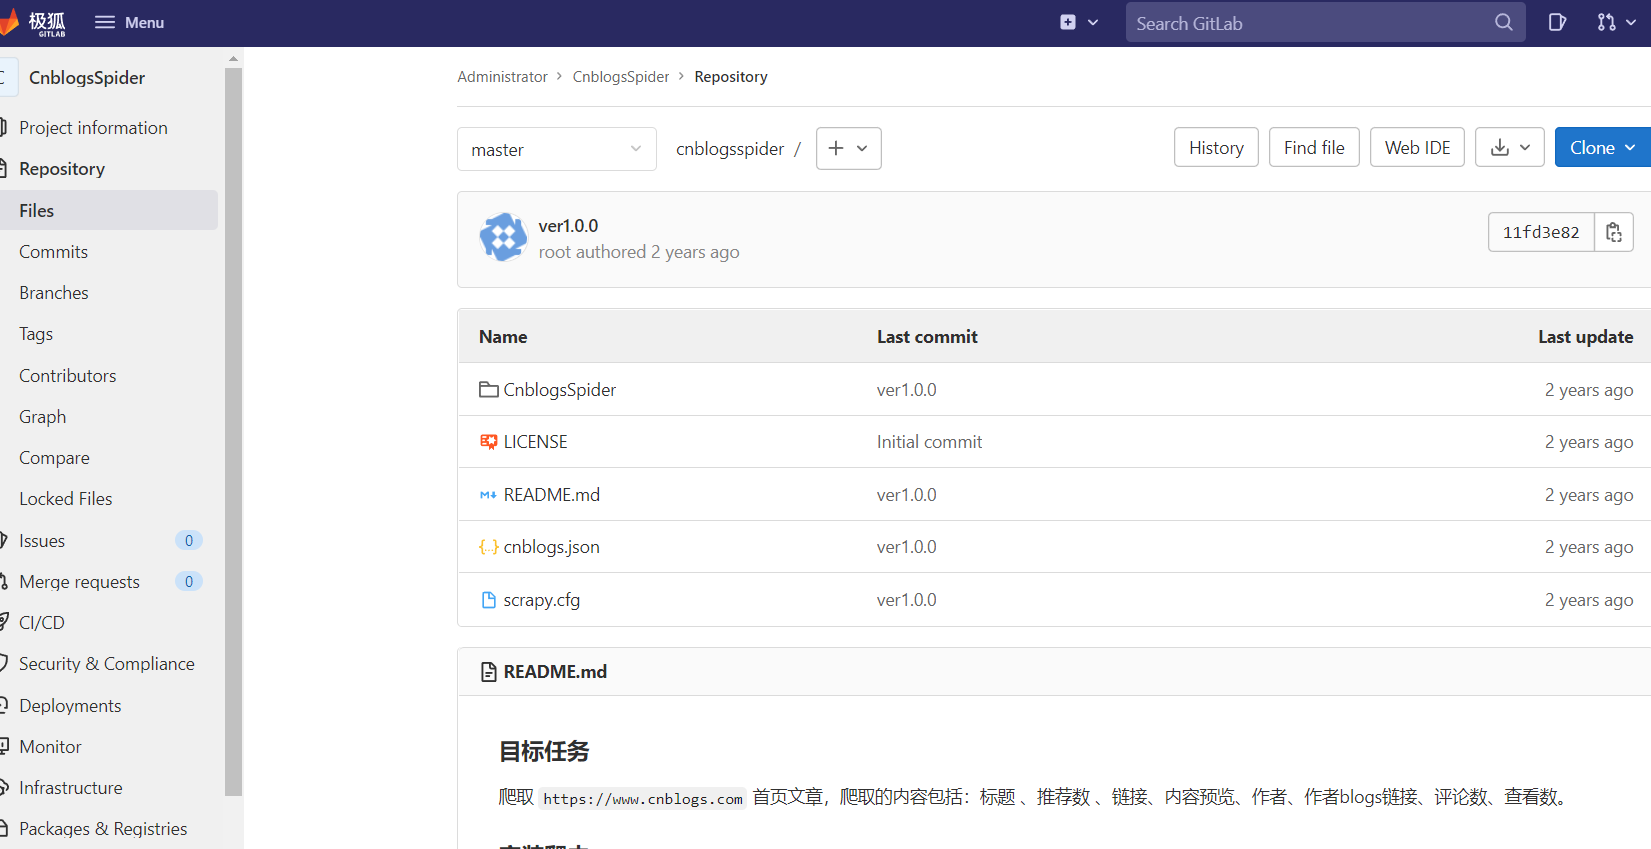 极狐
GITLAB
Menu
Search GitLab
C
CnblogsSpider
Project information
Repository
Files
Commits
Branches
Tags
Contributors
Graph
Compare
Locked Files
Issues 0
Merge requests 0
CI/CD
Security & Compliance
Deployments
Monitor
Infrastructure
Packages & Registries
Administrator > CnblogsSpider > Repository
master
cnblogsspider / +
History
Find file
Web IDE
Clone
ver1.0.0
root authored 2 years ago
11fd3e82
Name Last commit Last update
CnblogsSpider ver1.0.0 2 years ago
LICENSE Initial commit 2 years ago
README.md ver1.0.0 2 years ago
cnblogs.json ver1.0.0 2 years ago
scrapy.cfg ver1.0.0 2 years ago
README.md
目标任务
爬取 https://www.cnblogs.com 首页文章，爬取的内容包括：标题 、推荐数 、链接、内容预览、作者、作者blogs链接、评论数、查看数。